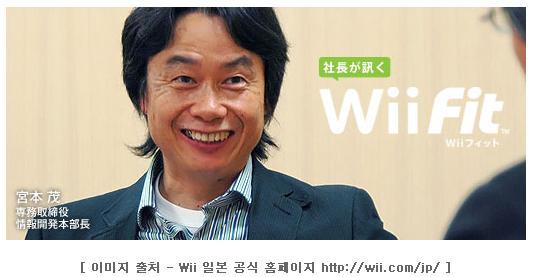 社長が訊く
Wii Fit TM
Wiiフィット
宮本 茂
専務取締役
情報開発本部長
[ 이미지 출처 - Wii 일본 공식 홈페이지 http://wii.com/jp/ ]